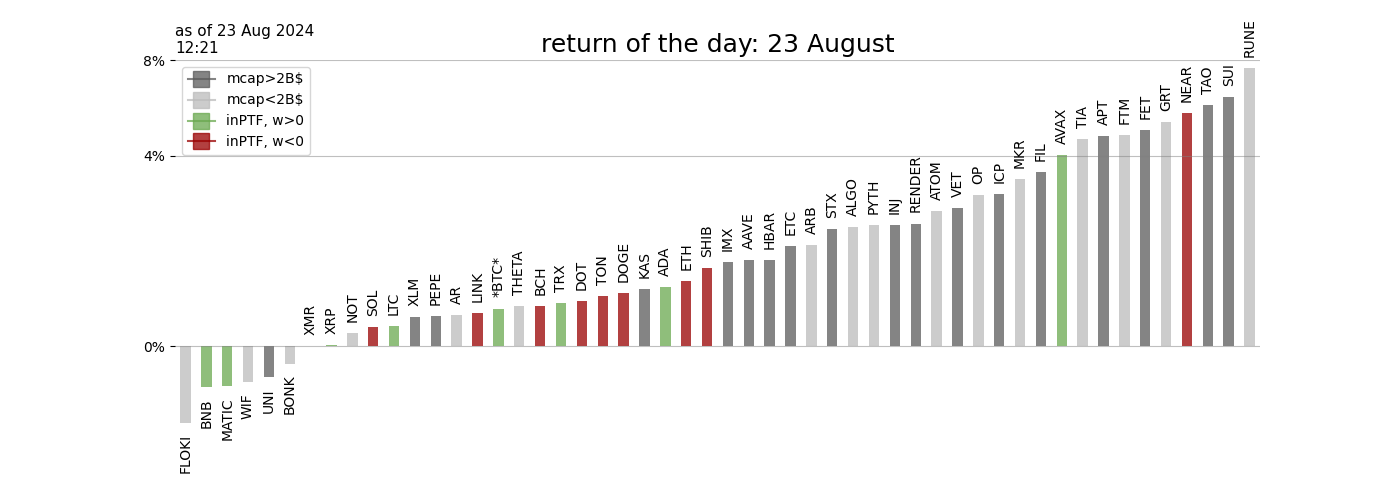 as of 23 Aug 2024
12:21
return of the day: 23 August
8%
4%
0%
mcap>2B$
mcap<2B$
inPTF, w>0
inPTF, w<0
FLOKI
BNB
MATIC
WIF
UNI
BONK
XMR
XRP
NOT
SOL
LTC
XLM
PEPE
AR
LINK
*BTC*
THETA
BCH
TRX
DOT
TON
DOGE
KAS
ADA
ETH
SHIB
IMX
AAVE
HBAR
ETC
ARB
STX
ALGO
PYTH
INJ
RENDER
ATOM
VET
OP
ICP
MKR
FIL
AVAX
TIA
APT
FTM
FET
GRT
NEAR
TAO
SUI
RUNE